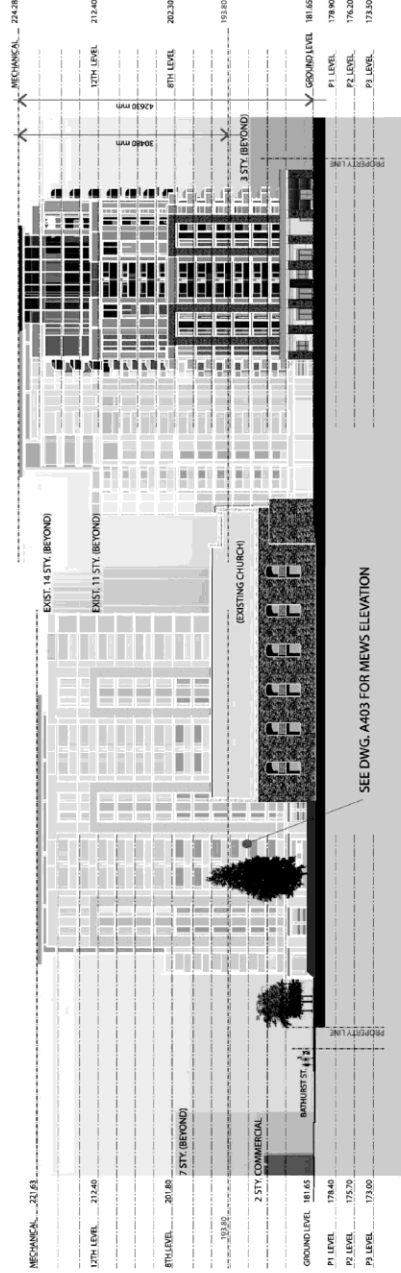 MECHANICAL 221.63
12TH LEVEL 212.40
8TH LEVEL 201.80
193.80
GROUND LEVEL 181.65
P1 LEVEL 178.40
P2 LEVEL 175.70
P3 LEVEL 173.00
7 STY. (BEYOND)
2 STY. COMMERCIAL
BATHURST ST.
PROPERTY LINE
EXIST. 14 STY. (BEYOND)
EXIST. 11 STY. (BEYOND)
(EXISTING CHURCH)
SEE DWG. A403 FOR MEWS ELEVATION
3 STY. (BEYOND)
PROPERTY LINE
42630 mm
30480 mm
MECHANICAL 224.28
12TH LEVEL 212.40
8TH LEVEL 202.30
193.80
GROUND LEVEL 181.65
P1 LEVEL 178.90
P2 LEVEL 176.20
P3 LEVEL 173.50